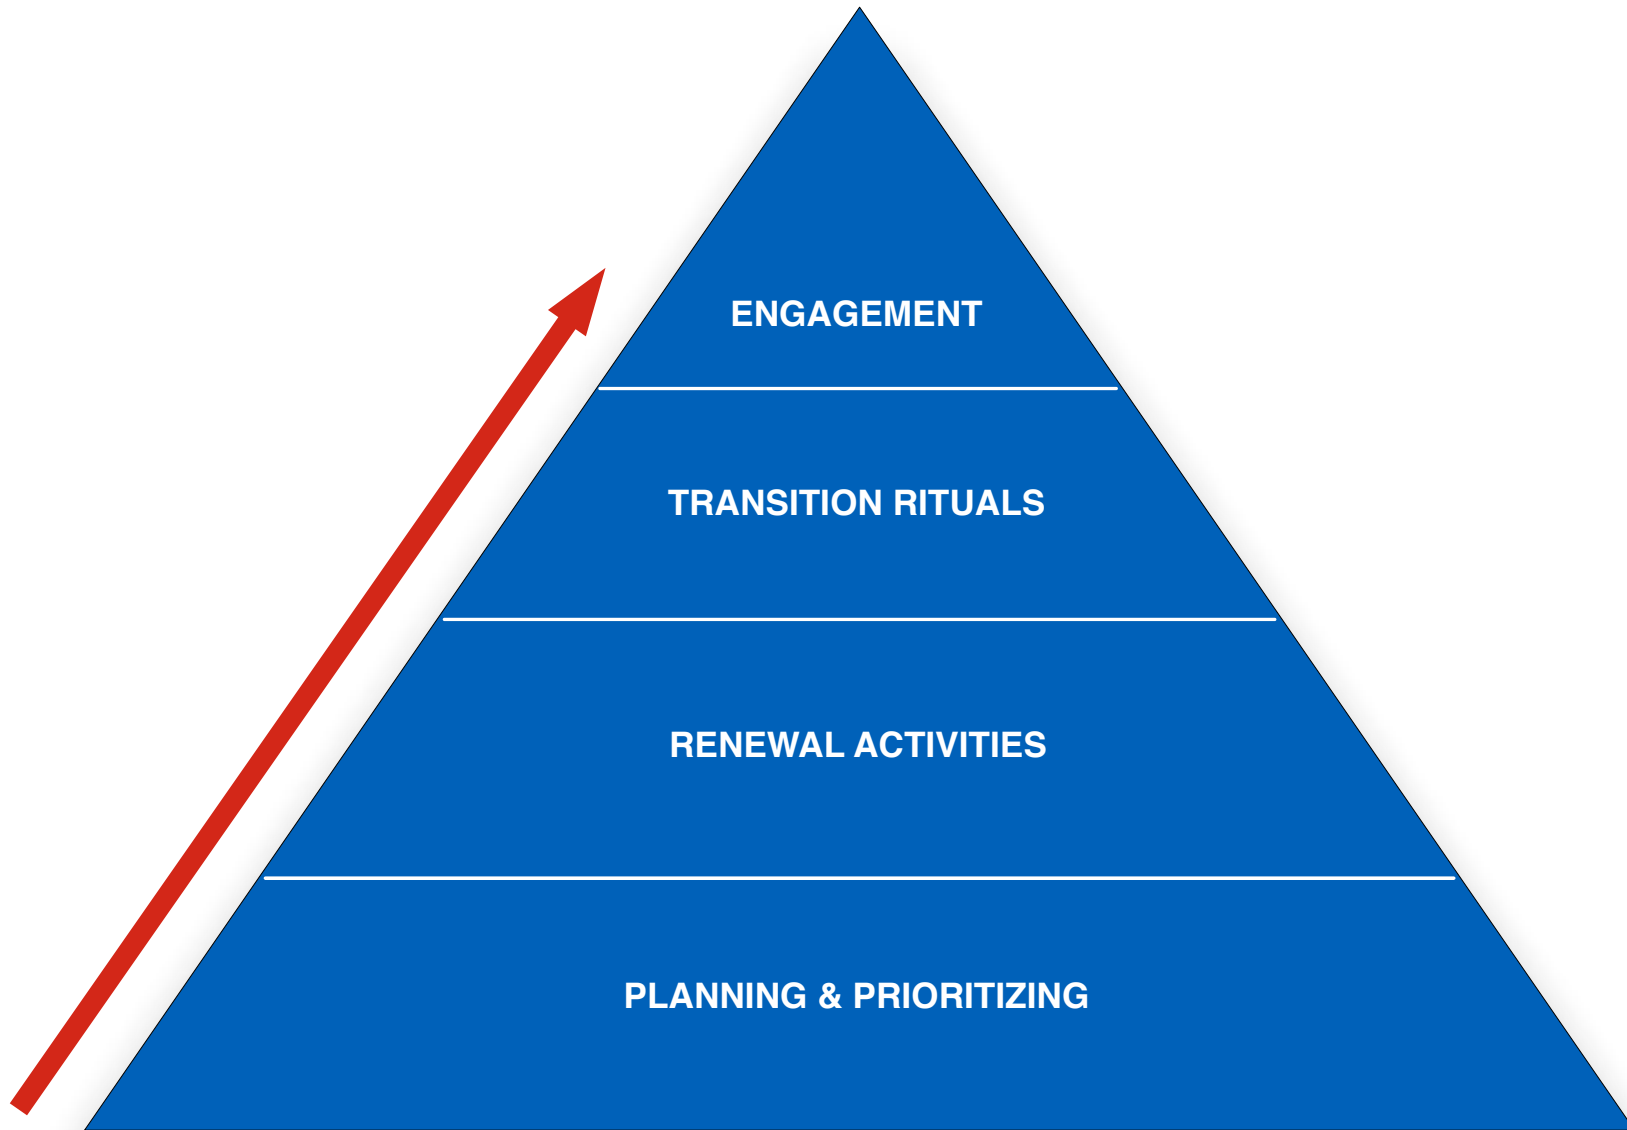 ENGAGEMENT
TRANSITION RITUALS
RENEWAL ACTIVITIES
PLANNING & PRIORITIZING